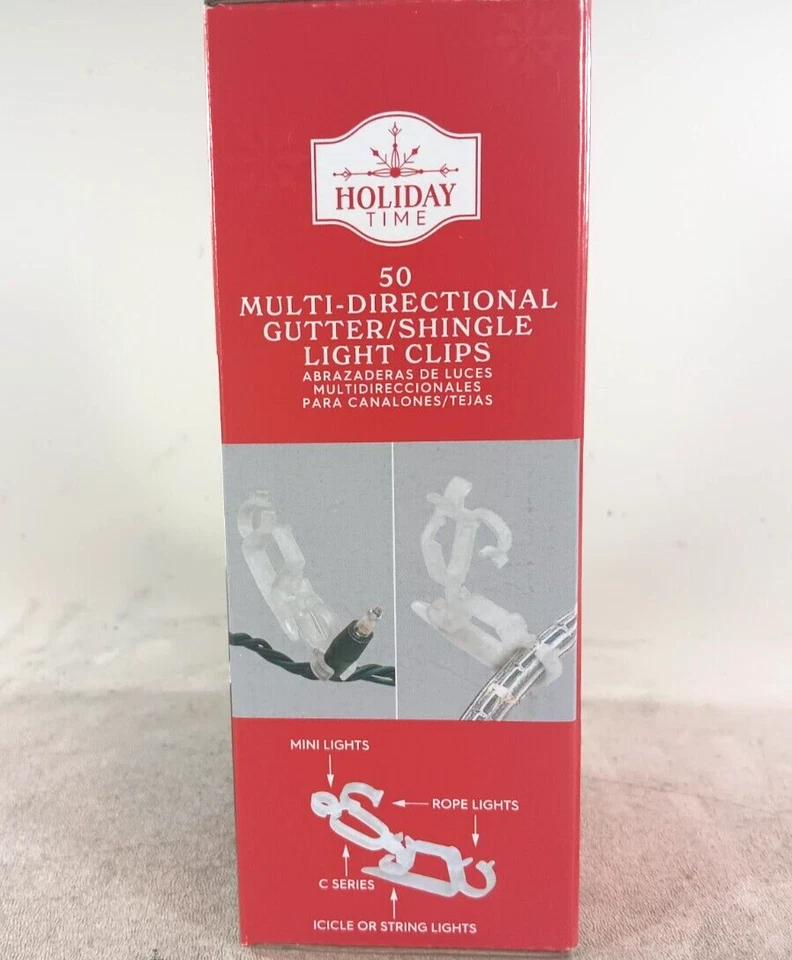 HOLIDAY
TIME
50
MULTI-DIRECTIONAL
GUTTER/SHINGLE
LIGHT CLIPS
ABRAZADERAS DE LUCES
MULTIDIRECCIONALES
PARA CANALONES/TEJAS
MINI LIGHTS
ROPE LIGHTS
C SERIES
ICICLE OR STRING LIGHTS